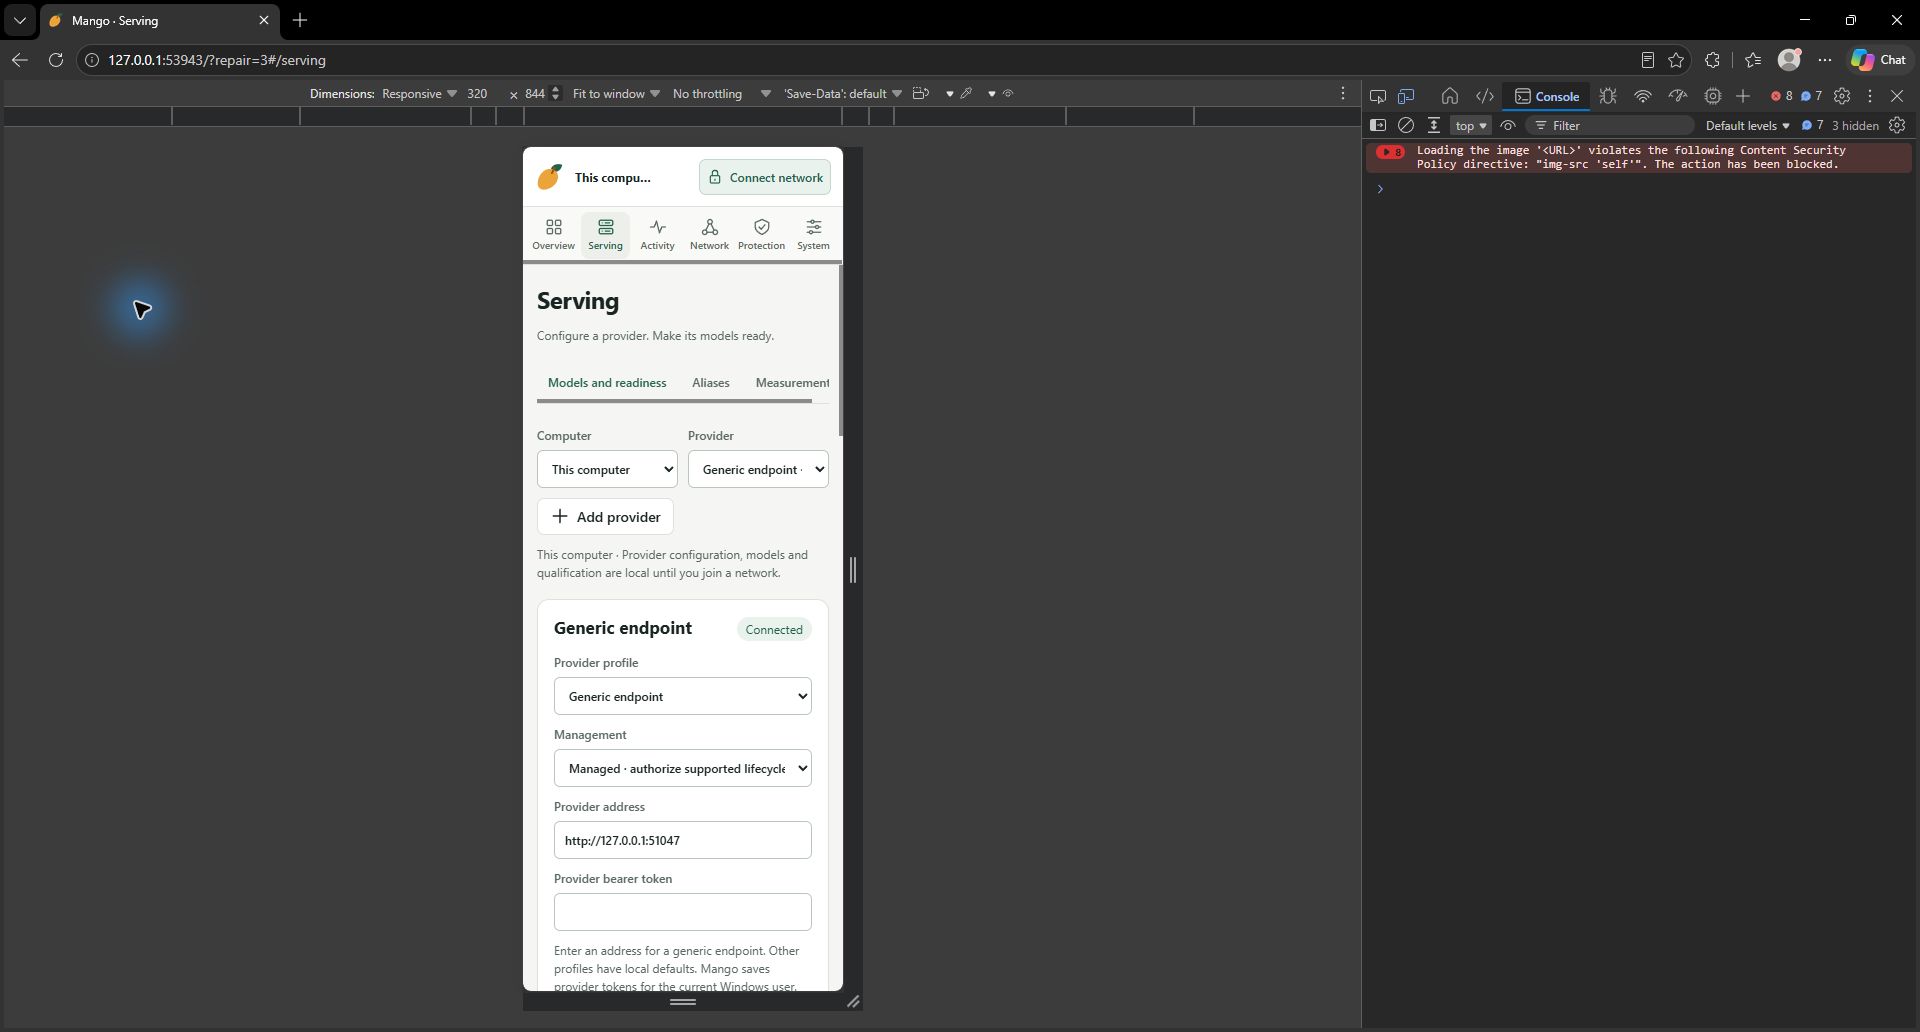 Mango · Serving
127.0.0.1:53943/?repair=3#/serving
Chat
Dimensions: Responsive 320 × 844 Fit to window No throttling 'Save-Data': default
Console 8 7
top Filter Default levels 7 3 hidden
8 Loading the image '<URL>' violates the following Content Security
Policy directive: "img-src 'self'". The action has been blocked.
This compu...
Connect network
Overview Serving Activity Network Protection System
Serving
Configure a provider. Make its models ready.
Models and readiness Aliases Measurement
Computer Provider
This computer Generic endpoint ·
Add provider
This computer · Provider configuration, models and
qualification are local until you join a network.
Generic endpoint Connected
Provider profile
Generic endpoint
Management
Managed · authorize supported lifecycle
Provider address
http://127.0.0.1:51047
Provider bearer token
Enter an address for a generic endpoint. Other
profiles have local defaults. Mango saves
provider tokens for the current Windows user.